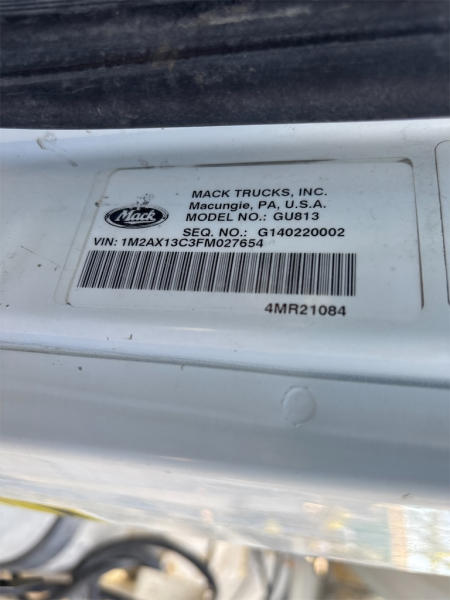 MACK TRUCKS, INC.
Macungie, PA, U.S.A.
Mack
MODEL NO.: GU813
SEQ. NO.: G140220002
VIN: 1M2AX13C3FM027654
4MR21084